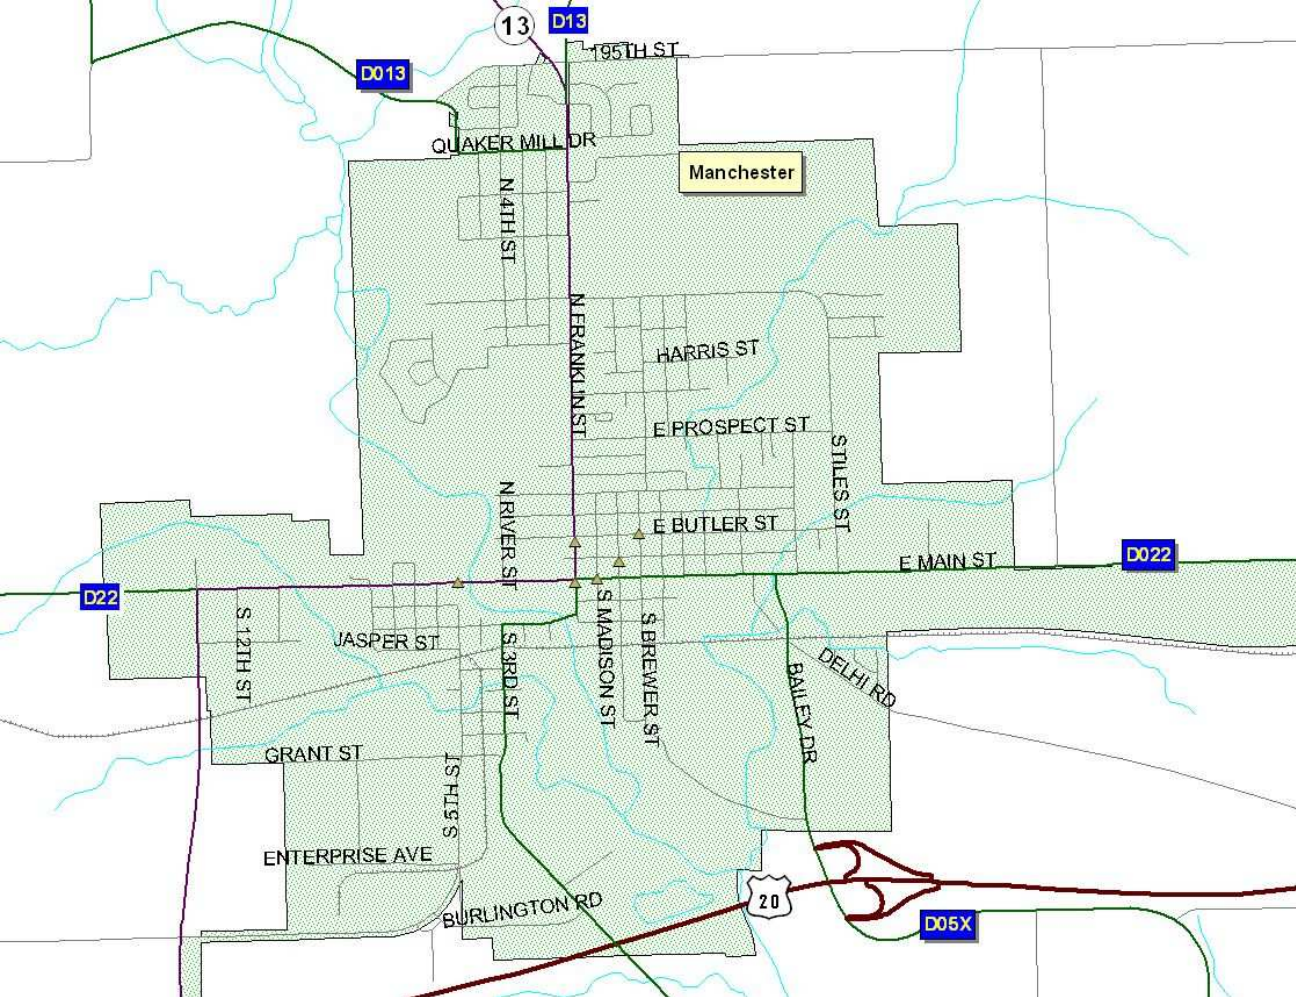 13
D13
195TH ST
D013
QUAKER MILL DR
Manchester
N 4TH ST
N FRANKLIN ST
HARRIS ST
E PROSPECT ST
STILES ST
N RIVER ST
E BUTLER ST
E MAIN ST
D022
D22
S 12TH ST
JASPER ST
S 3RD ST
S MADISON ST
S BREWER ST
BAILEY DR
DELHI RD
GRANT ST
S 5TH ST
ENTERPRISE AVE
BURLINGTON RD
20
D05X